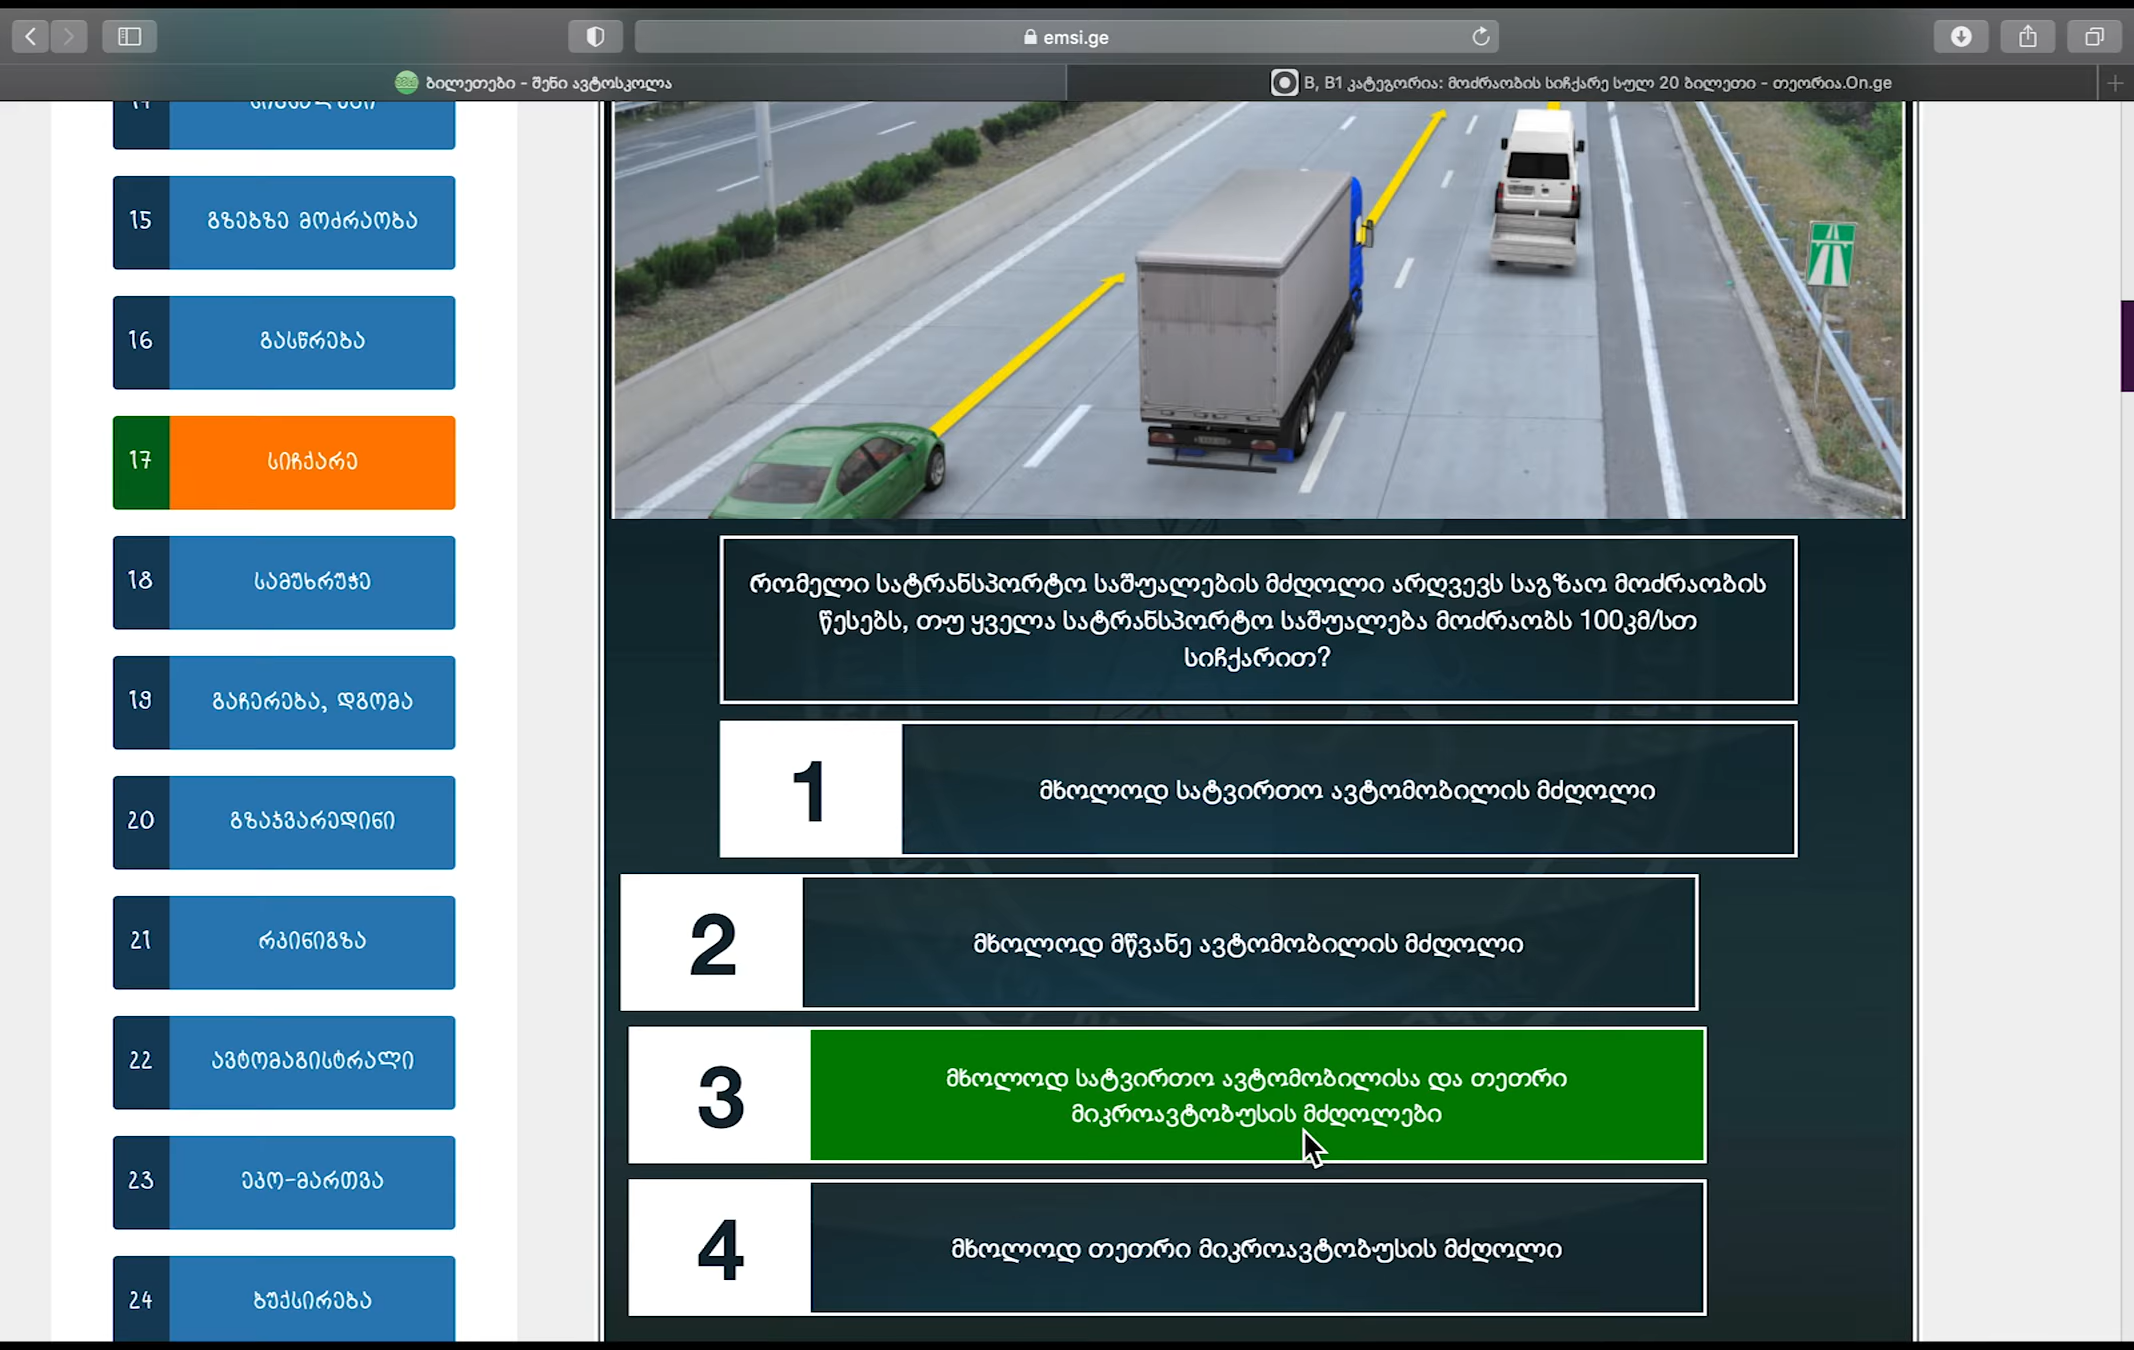 emsi.ge
ბილეთები - შენი ავტოსკოლა
B, B1 კატეგორია: მოძრაობის სიჩქარე სულ 20 ბილეთი - თეორია.On.ge
15 გზებზე მოძრაობა
16 გასწრება
17 სიჩქარე
18 სამუხრუჭე
19 გაჩერება, დგომა
20 გზაჯვარედინი
21 რკინიგზა
22 ავტომაგისტრალი
23 ეკო-მართვა
24 ბუქსირება
რომელი სატრანსპორტო საშუალების მძღოლი არღვევს საგზაო მოძრაობის
წესებს, თუ ყველა სატრანსპორტო საშუალება მოძრაობს 100კმ/სთ
სიჩქარით?
1 მხოლოდ სატვირთო ავტომობილის მძღოლი
2 მხოლოდ მწვანე ავტომობილის მძღოლი
3 მხოლოდ სატვირთო ავტომობილისა და თეთრი
მიკროავტობუსის მძღოლები
4 მხოლოდ თეთრი მიკროავტობუსის მძღოლი